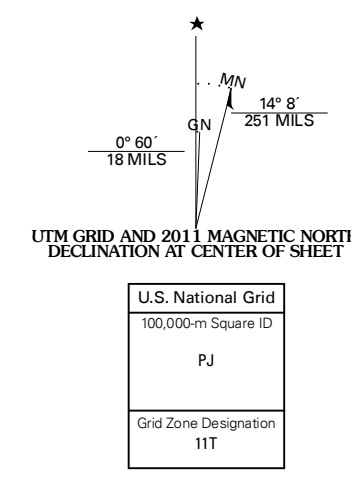 MN
GN
14° 8´
251 MILS
0° 60´
18 MILS
UTM GRID AND 2011 MAGNETIC NORTH
DECLINATION AT CENTER OF SHEET
U.S. National Grid
100,000-m Square ID
PJ
Grid Zone Designation
11T